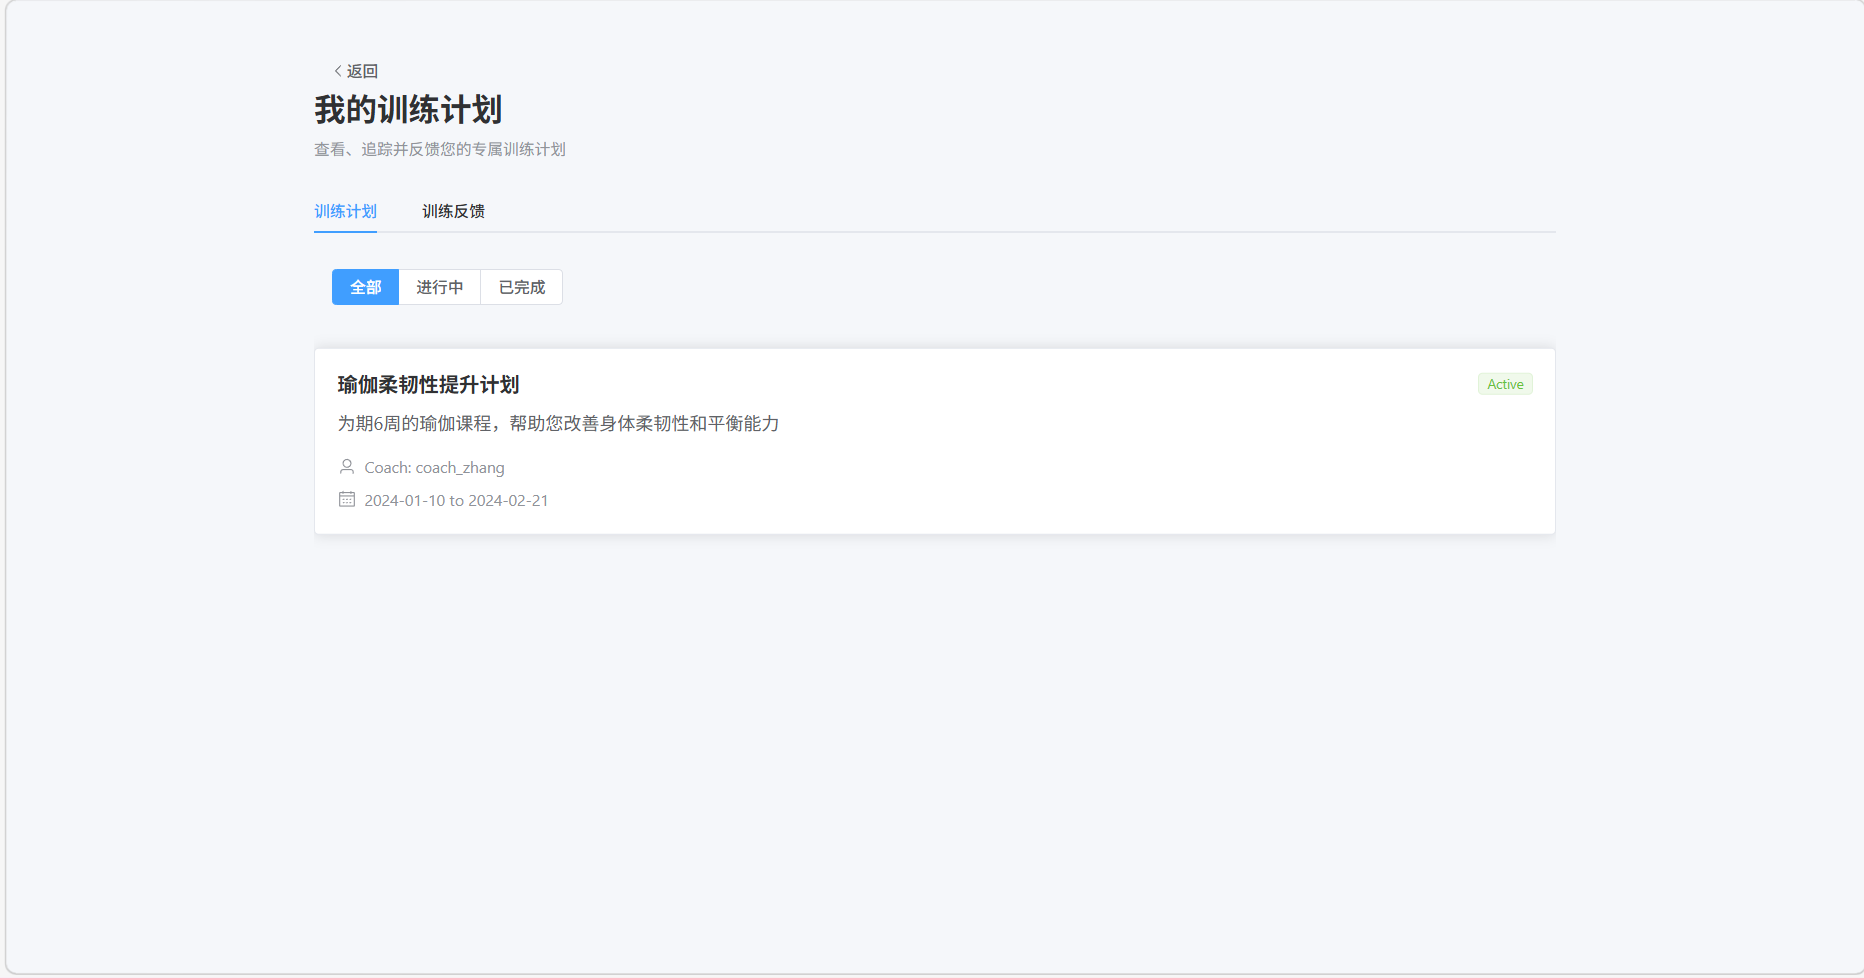 返回
我的训练计划
查看、追踪并反馈您的专属训练计划
训练计划 训练反馈
全部 进行中 已完成
瑜伽柔韧性提升计划 Active
为期6周的瑜伽课程，帮助您改善身体柔韧性和平衡能力
Coach: coach_zhang
2024-01-10 to 2024-02-21